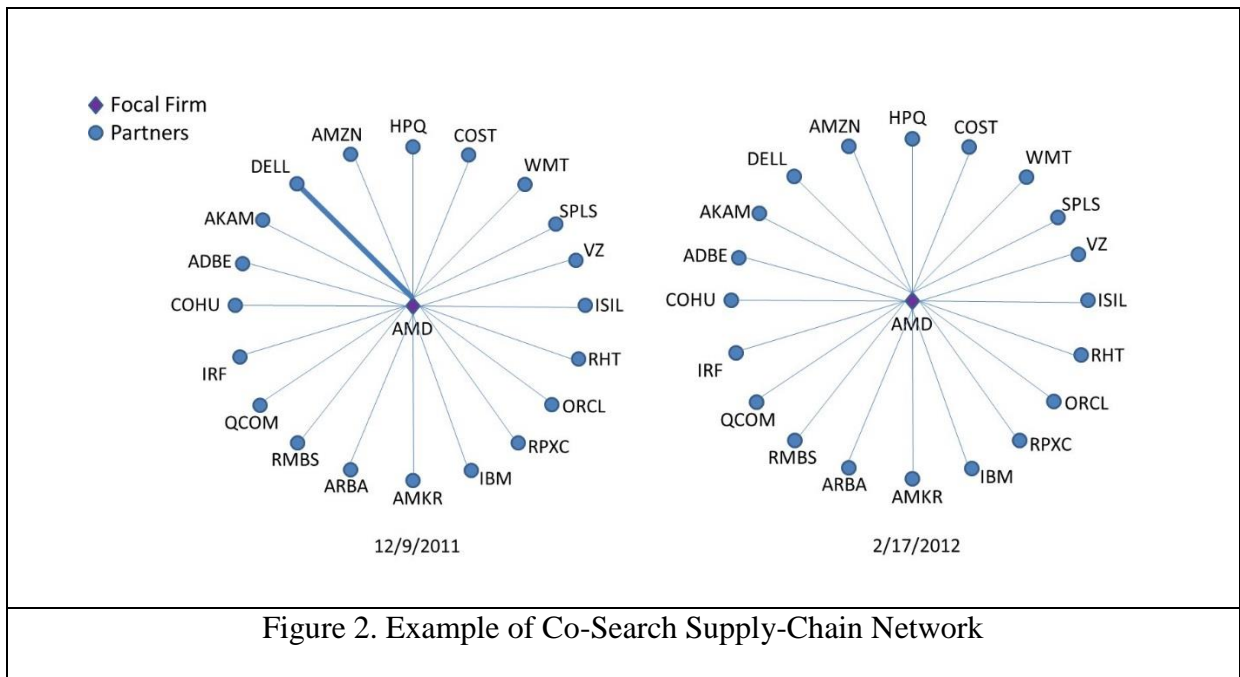 Focal Firm
Partners
HPQ
AMZN
COST
DELL
WMT
AKAM
SPLS
ADBE
VZ
COHU
ISIL
AMD
IRF
RHT
QCOM
ORCL
RMBS
RPXC
ARBA
IBM
AMKR
12/9/2011
HPQ
AMZN
COST
DELL
WMT
AKAM
SPLS
ADBE
VZ
COHU
ISIL
AMD
IRF
RHT
QCOM
ORCL
RMBS
RPXC
ARBA
IBM
AMKR
2/17/2012
Figure 2. Example of Co-Search Supply-Chain Network